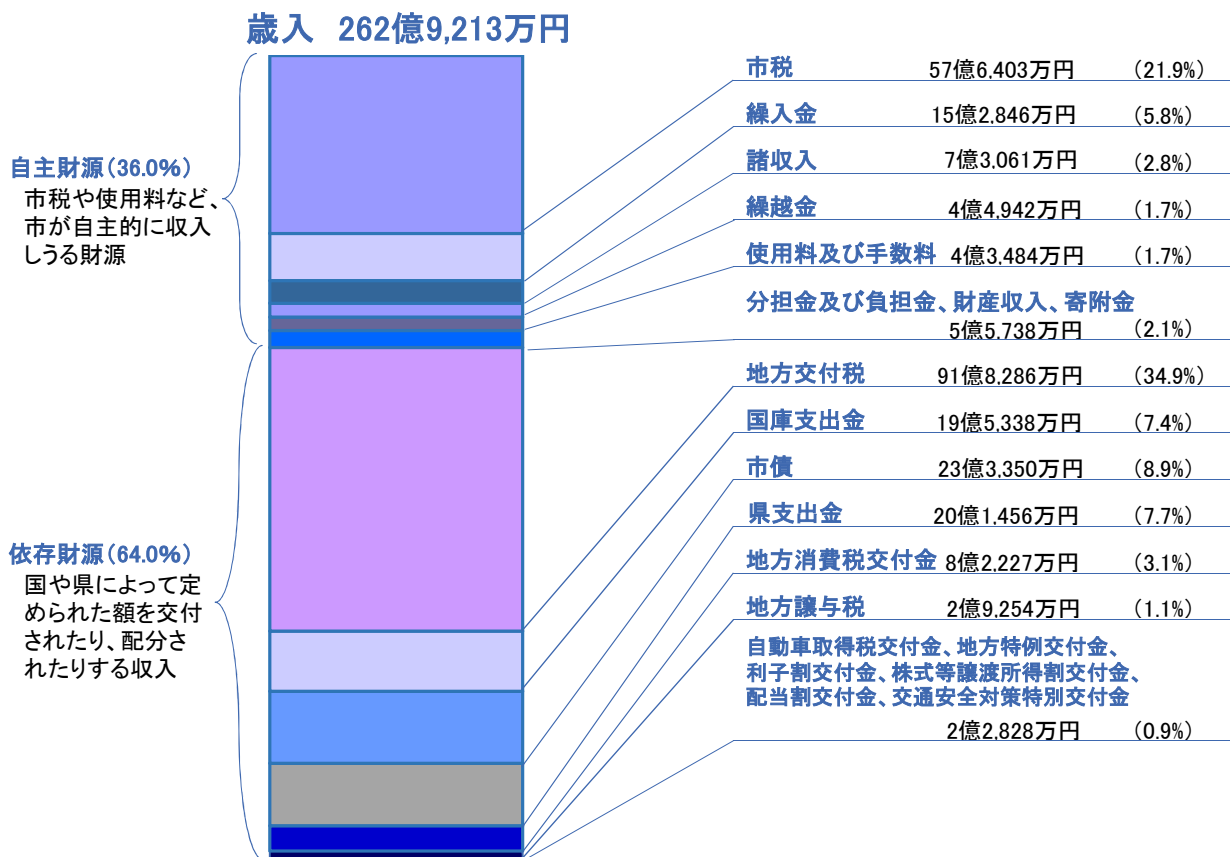 歳入 262億9,213万円
自主財源(36.0%)
市税や使用料など、
市が自主的に収入
しうる財源
依存財源(64.0%)
国や県によって定
められた額を交付
されたり、配分さ
れたりする収入
市税 57億6,403万円 (21.9%)
繰入金 15億2,846万円 (5.8%)
諸収入 7億3,061万円 (2.8%)
繰越金 4億4,942万円 (1.7%)
使用料及び手数料 4億3,484万円 (1.7%)
分担金及び負担金、財産収入、寄附金
5億5,738万円 (2.1%)
地方交付税 91億8,286万円 (34.9%)
国庫支出金 19億5,338万円 (7.4%)
市債 23億3,350万円 (8.9%)
県支出金 20億1,456万円 (7.7%)
地方消費税交付金 8億2,227万円 (3.1%)
地方譲与税 2億9,254万円 (1.1%)
自動車取得税交付金、地方特例交付金、
利子割交付金、株式等譲渡所得割交付金、
配当割交付金、交通安全対策特別交付金
2億2,828万円 (0.9%)